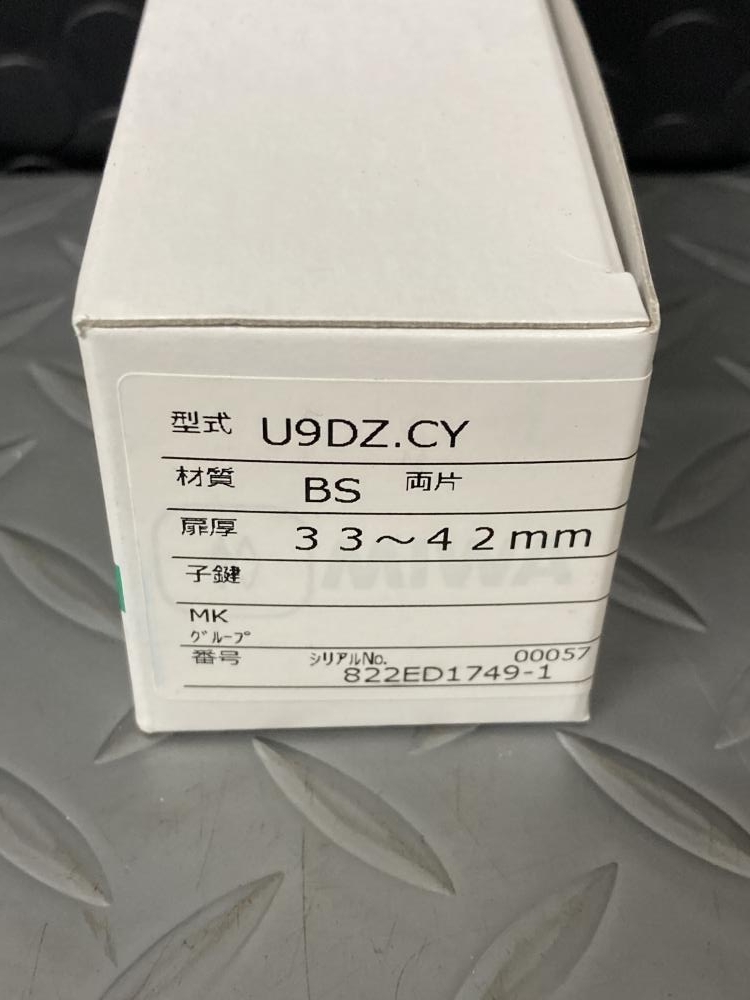 型式 U9DZ.CY
材質 BS 両片
扉厚 33～42mm
子鍵
MK
ｸﾞﾙｰﾌﾟ
番号 ｼﾘｱﾙNo. 00057
822ED1749-1
MIWA